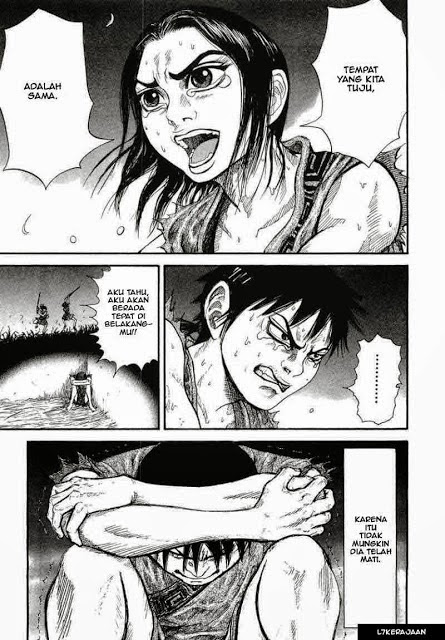 TEMPAT
YANG KITA
TUJU,
ADALAH
SAMA.
..........
AKU TAHU,
AKU AKAN
BERADA
TEPAT DI
BELAKANG-
MU!!
KARENA
ITU
TIDAK
MUNGKIN
DIA TELAH
MATI.
L7KERAJAAN